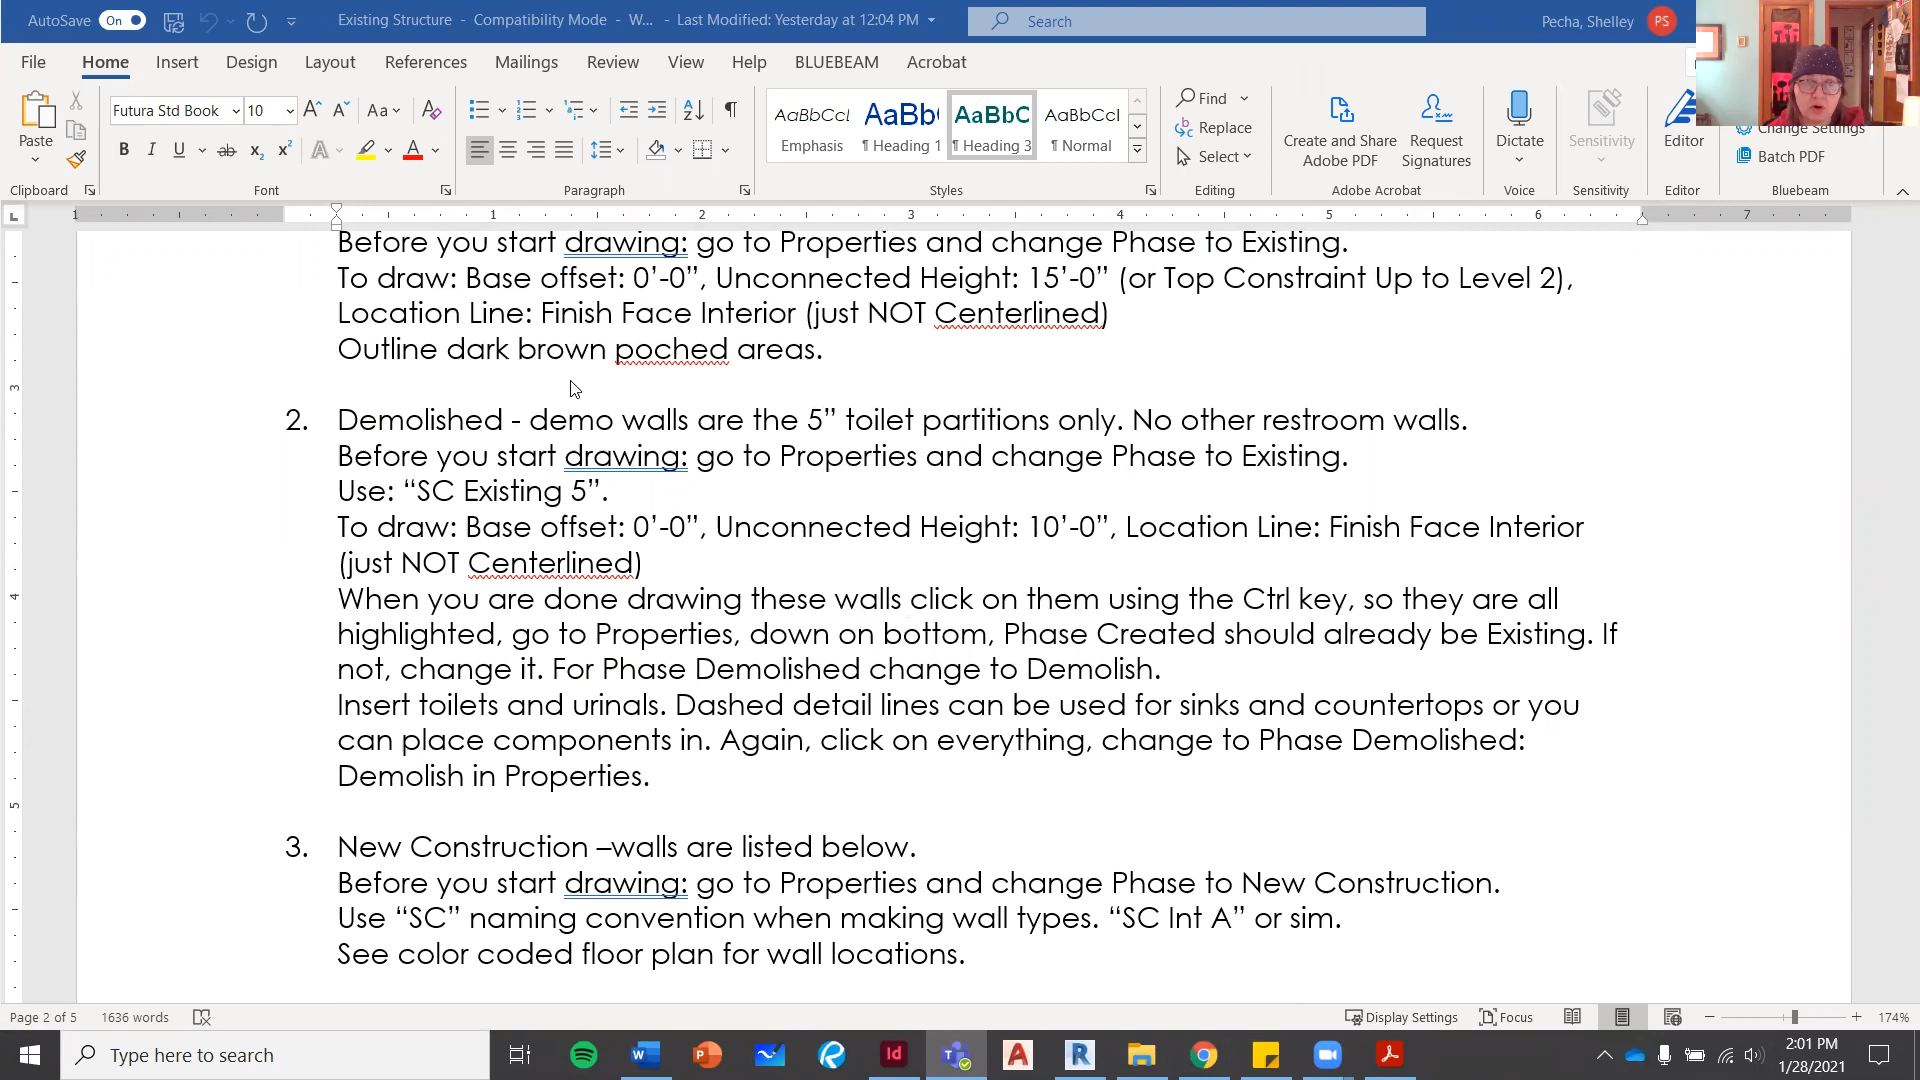 AutoSave On Existing Structure - Compatibility Mode - W... - Last Modified: Yesterday at 12:04 PM Search Pecha, Shelley PS
File Home Insert Design Layout References Mailings Review View Help BLUEBEAM Acrobat
Futura Std Book 10 Aa
AaBbCcI AaBb( AaBbC AaBbCcI
Find
Replace
Select
Paste
Emphasis ¶ Heading 1 ¶ Heading 3 ¶ Normal
Create and Share
Adobe PDF
Request
Signatures
Dictate
Sensitivity
Editor
Change Settings
Batch PDF
Clipboard Font Paragraph Styles Editing Adobe Acrobat Voice Sensitivity Editor Bluebeam
1 1 2 3 4 5 6 7
Before you start drawing: go to Properties and change Phase to Existing.
To draw: Base offset: 0’-0”, Unconnected Height: 15’-0” (or Top Constraint Up to Level 2),
Location Line: Finish Face Interior (just NOT Centerlined)
Outline dark brown poched areas.
2. Demolished - demo walls are the 5” toilet partitions only. No other restroom walls.
Before you start drawing: go to Properties and change Phase to Existing.
Use: “SC Existing 5”.
To draw: Base offset: 0’-0”, Unconnected Height: 10’-0”, Location Line: Finish Face Interior
(just NOT Centerlined)
When you are done drawing these walls click on them using the Ctrl key, so they are all
highlighted, go to Properties, down on bottom, Phase Created should already be Existing. If
not, change it. For Phase Demolished change to Demolish.
Insert toilets and urinals. Dashed detail lines can be used for sinks and countertops or you
can place components in. Again, click on everything, change to Phase Demolished:
Demolish in Properties.
3. New Construction –walls are listed below.
Before you start drawing: go to Properties and change Phase to New Construction.
Use “SC” naming convention when making wall types. “SC Int A” or sim.
See color coded floor plan for wall locations.
3
4
5
Page 2 of 5 1636 words Display Settings Focus 174%
Type here to search
2:01 PM
1/28/2021